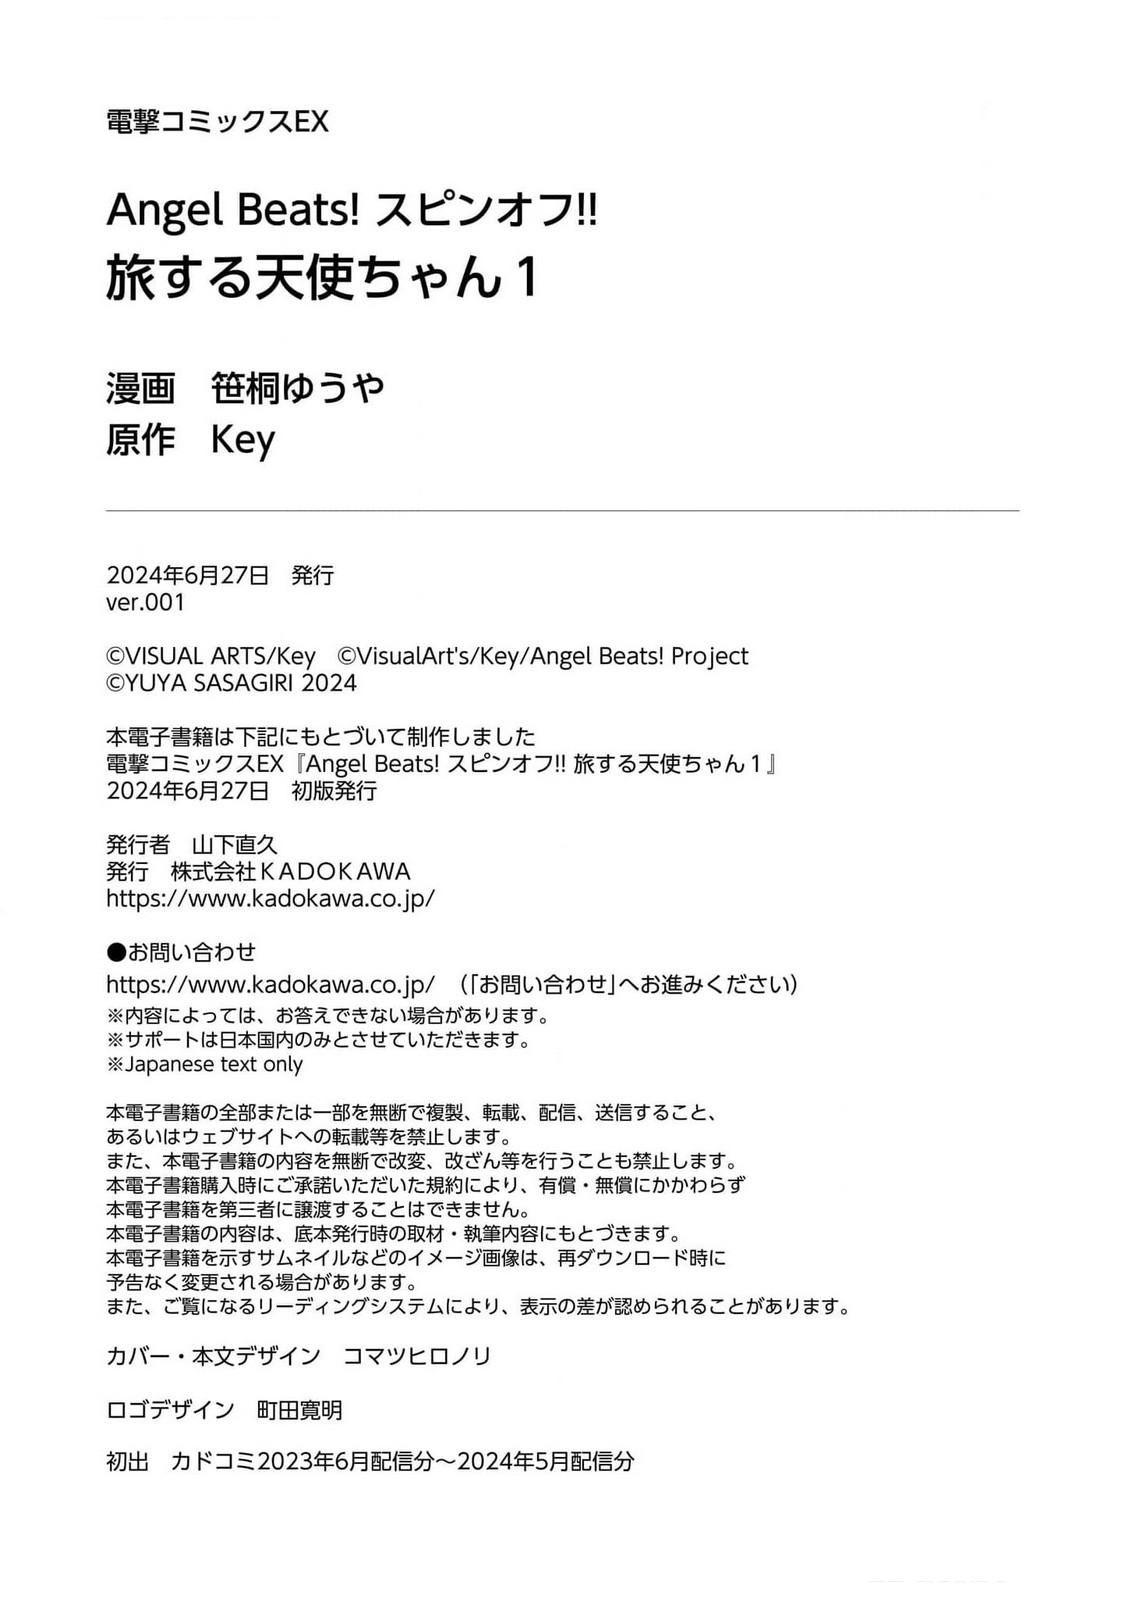 電撃コミックスEX
Angel Beats! スピンオフ!!
旅する天使ちゃん１
漫画　笹桐ゆうや
原作　Key
2024年6月27日　発行
ver.001
©VISUAL ARTS/Key　©VisualArt's/Key/Angel Beats! Project
©YUYA SASAGIRI 2024
本電子書籍は下記にもとづいて制作しました
電撃コミックスEX『Angel Beats! スピンオフ!! 旅する天使ちゃん１』
2024年6月27日　初版発行
発行者　山下直久
発行　株式会社ＫＡＤＯＫＡＷＡ
https://www.kadokawa.co.jp/
●お問い合わせ
https://www.kadokawa.co.jp/　（「お問い合わせ」へお進みください）
※内容によっては、お答えできない場合があります。
※サポートは日本国内のみとさせていただきます。
※Japanese text only
本電子書籍の全部または一部を無断で複製、転載、配信、送信すること、
あるいはウェブサイトへの転載等を禁止します。
また、本電子書籍の内容を無断で改変、改ざん等を行うことも禁止します。
本電子書籍購入時にご承諾いただいた規約により、有償・無償にかかわらず
本電子書籍を第三者に譲渡することはできません。
本電子書籍の内容は、底本発行時の取材・執筆内容にもとづきます。
本電子書籍を示すサムネイルなどのイメージ画像は、再ダウンロード時に
予告なく変更される場合があります。
また、ご覧になるリーディングシステムにより、表示の差が認められることがあります。
カバー・本文デザイン　コマツヒロノリ
ロゴデザイン　町田寛明
初出　カドコミ2023年6月配信分～2024年5月配信分